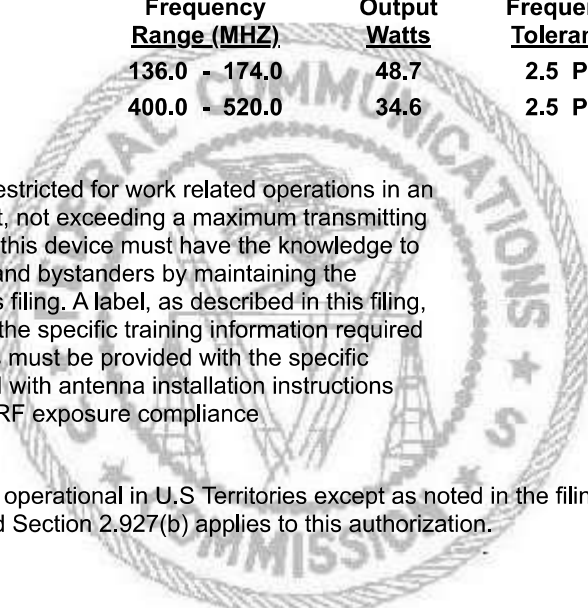 Frequency Output
Range (MHZ) Watts
136.0 - 174.0 48.7 2.5
400.0 - 520.0 34.6 2.5
for work related operations in an
not exceeding a maximum transmitting
this device must have the knowledge to
and bystanders by maintaining the
filing. A label, as described in this filing,
the specific training information required
must be provided with the specific
with antenna installation instructions
RF exposure compliance
operational in U.S Territories except as noted in the
Section 2.927(b) applies to this authorization.